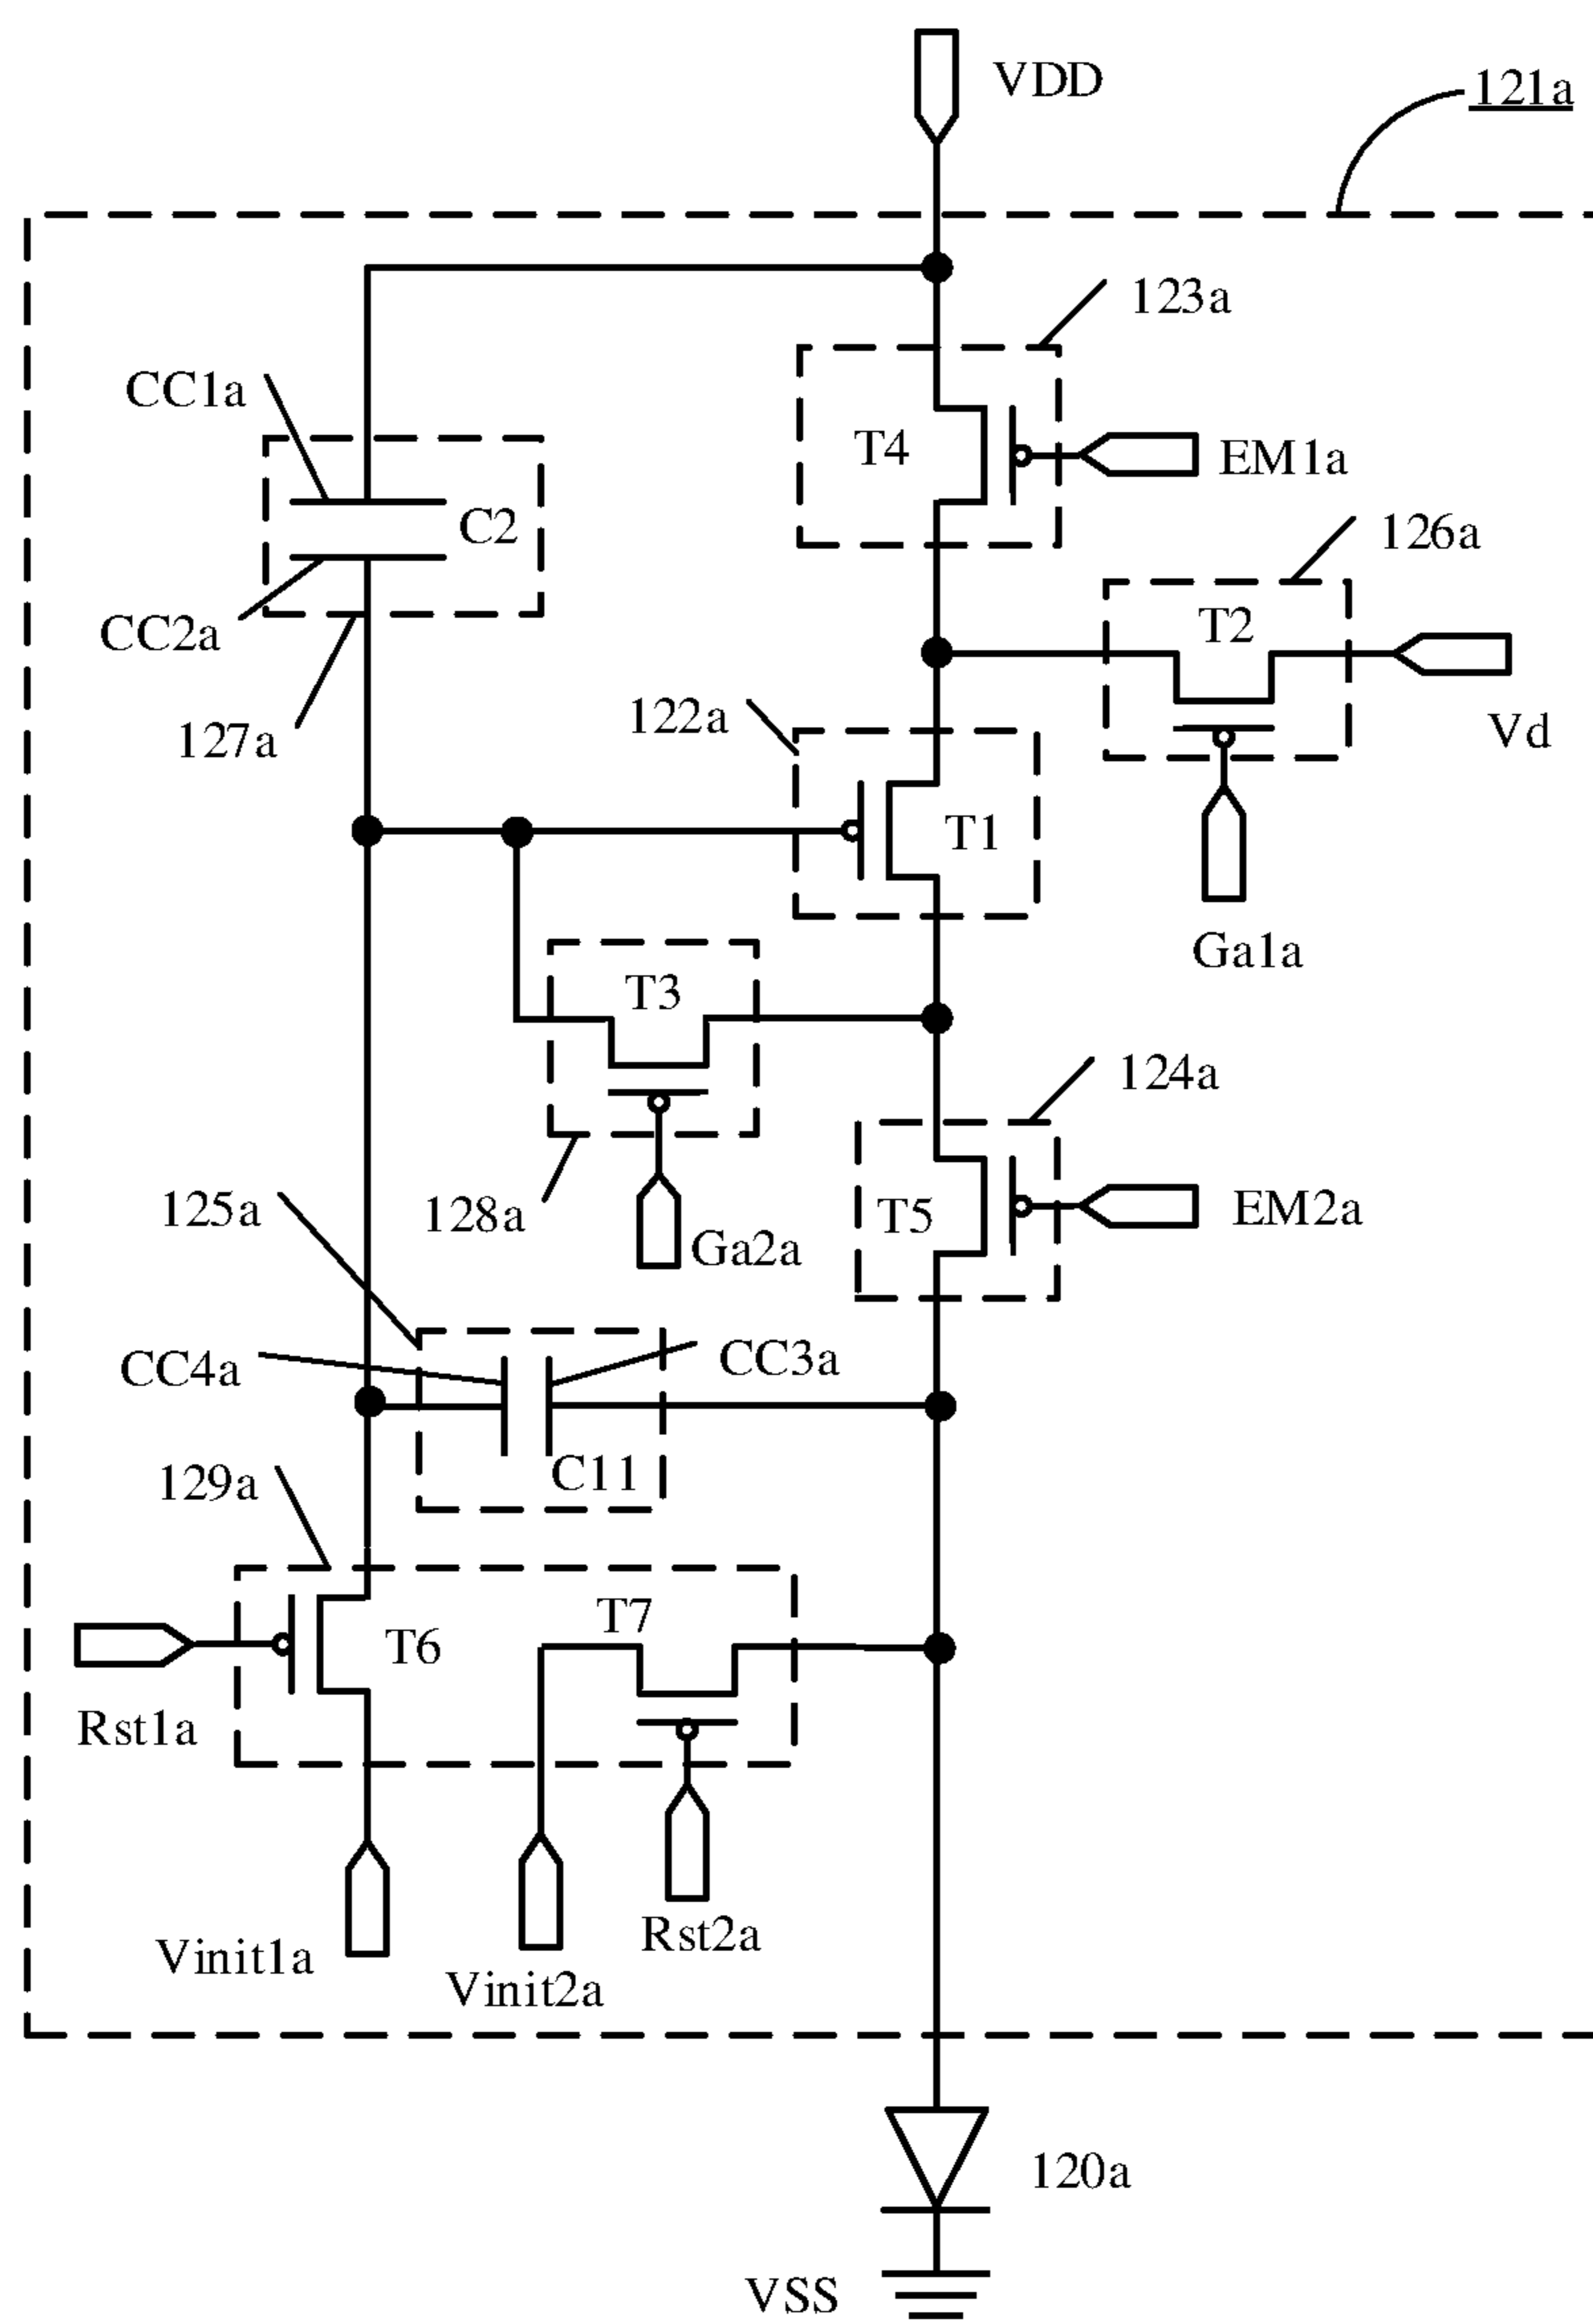 VDD
121a
123a
CC1a
T4
EM1a
C2
126a
CC2a
T2
127a
122a
Vd
T1
Ga1a
T3
124a
125a
128a
T5
EM2a
Ga2a
CC4a
CC3a
C11
129a
T7
T6
Rst1a
Rst2a
Vinit1a
Vinit2a
120a
VSS